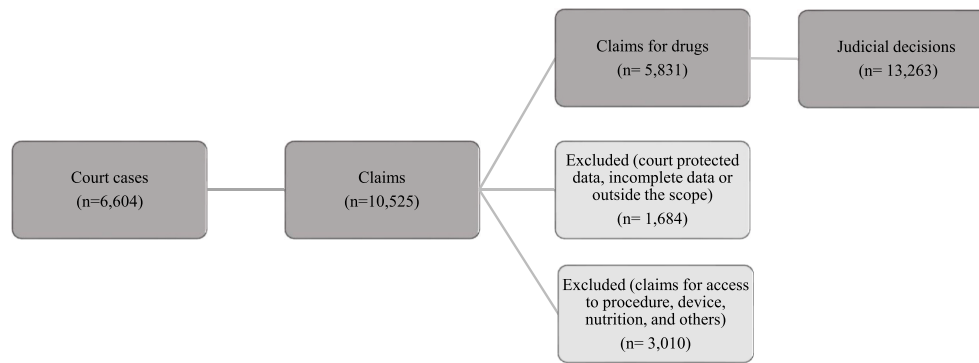 Court cases
(n=6,604)
Claims
(n=10,525)
Claims for drugs
(n= 5,831)
Judicial decisions
(n= 13,263)
Excluded (court protected
data, incomplete data or
outside the scope)
(n= 1,684)
Excluded (claims for access
to procedure, device,
nutrition, and others)
(n= 3,010)